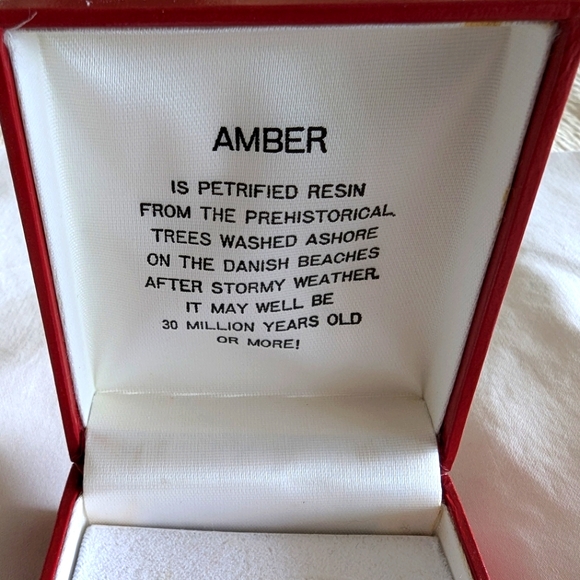 AMBER
IS PETRIFIED RESIN
FROM THE PREHISTORICAL
TREES WASHED ASHORE
ON THE DANISH BEACHES
AFTER STORMY WEATHER.
IT MAY WELL BE
30 MILLION YEARS OLD
OR MORE!